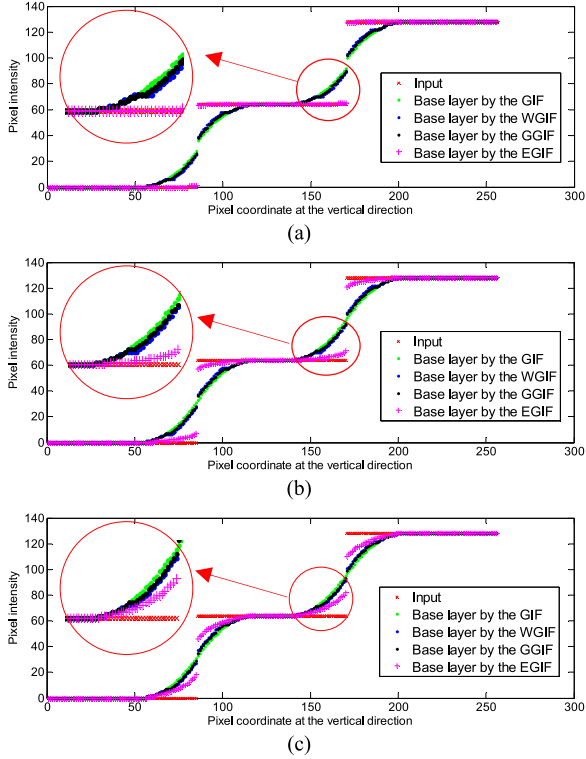 140
120
100
80
60
40
20
0
Pixel intensity
Input
Base layer by the GIF
Base layer by the WGIF
Base layer by the GGIF
Base layer by the EGIF
0 50 100 150 200 250 300
Pixel coordinate at the vertical direction
(a)
140
120
100
80
60
40
20
0
Pixel intensity
Input
Base layer by the GIF
Base layer by the WGIF
Base layer by the GGIF
Base layer by the EGIF
0 50 100 150 200 250 300
Pixel coordinate at the vertical direction
(b)
140
120
100
80
60
40
20
0
Pixel intensity
Input
Base layer by the GIF
Base layer by the WGIF
Base layer by the GGIF
Base layer by the EGIF
0 50 100 150 200 250 300
Pixel coordinate at the vertical direction
(c)